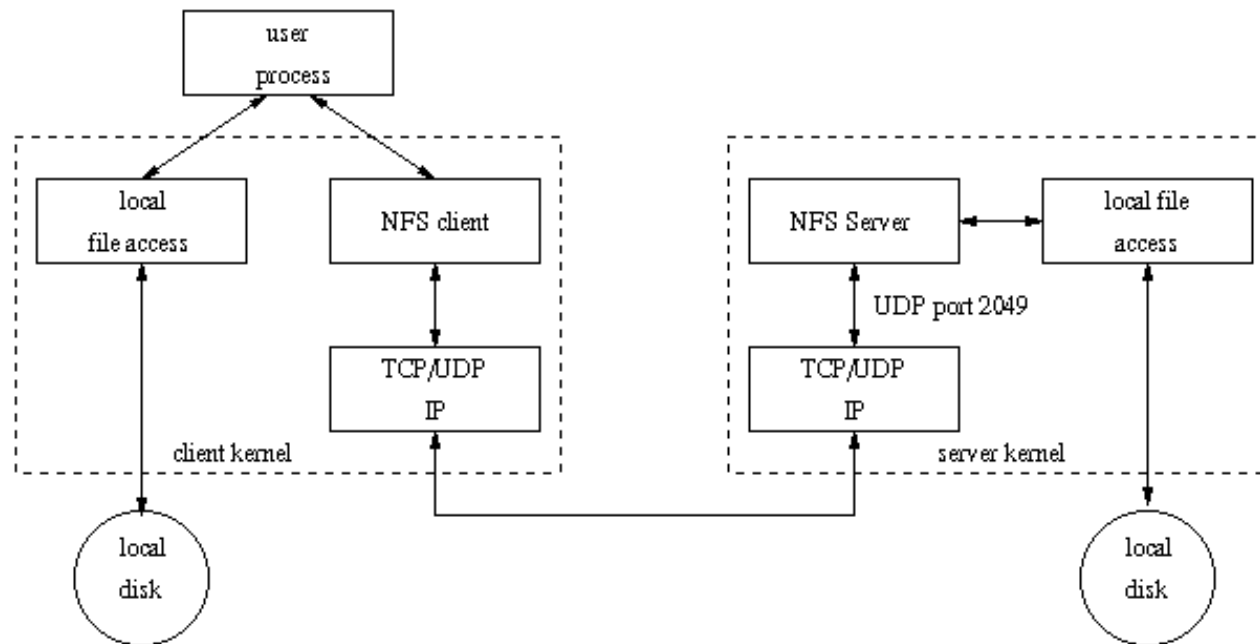 user
process
local
file access
NFS client
NFS Server
local file
access
UDP port 2049
TCP/UDP
IP
TCP/UDP
IP
client kernel
server kernel
local
disk
local
disk